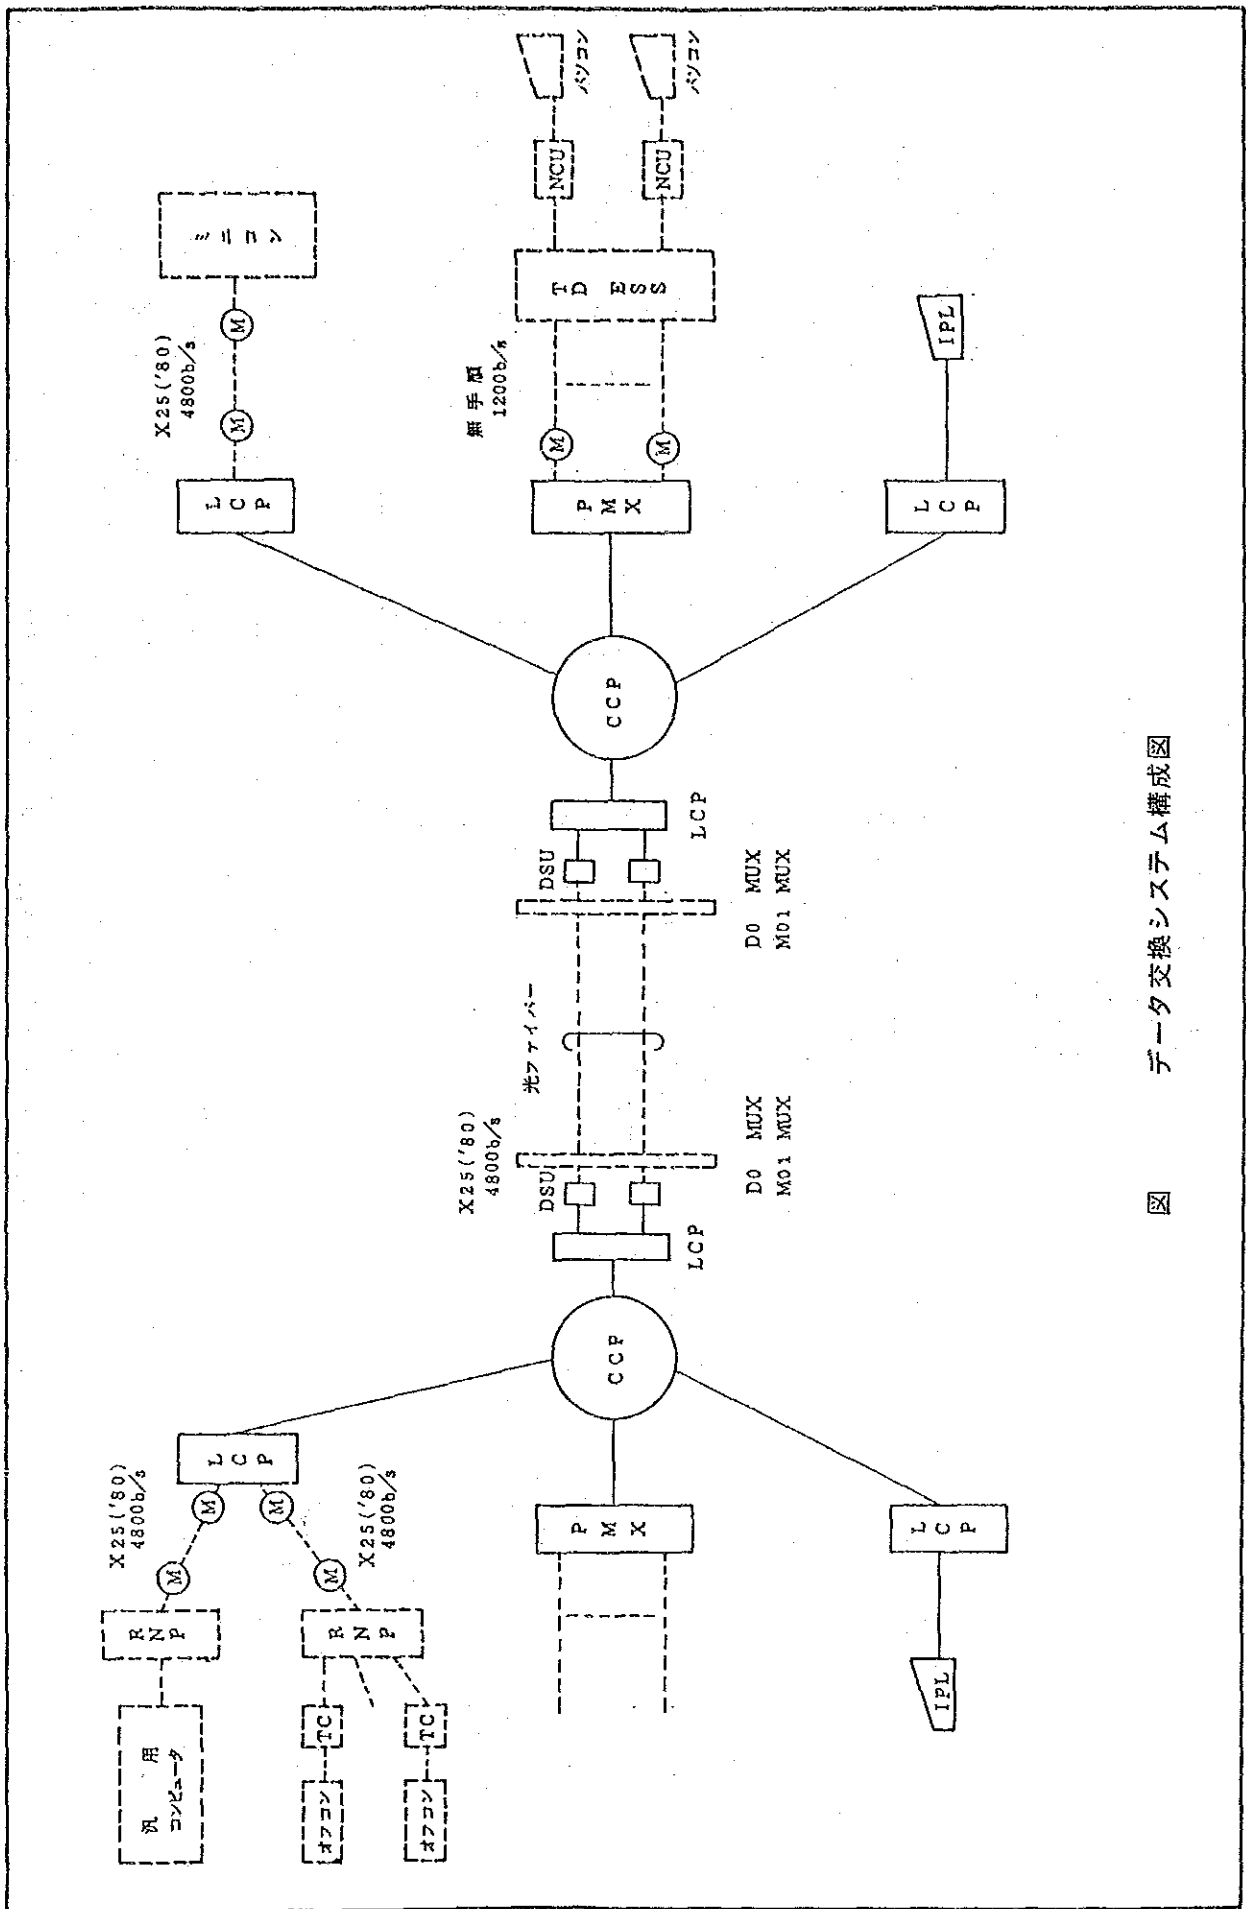 汎用
コンピュータ
RNP
M
X25('80)
4800b/s
M
LCP
オフコン
TC
オフコン
TC
RNP
M
M
X25('80)
4800b/s
PMX
IPL
LCP
CCP
LCP
DSU
X25('80)
4800b/s
D0 MUX
M01 MUX
光ファイバー
DSU
D0 MUX
M01 MUX
LCP
CCP
LCP
M
X25('80)
4800b/s
M
ミニコン
PMX
M
M
無手順
1200b/s
TD ESS
NCU
パソコン
NCU
パソコン
LCP
IPL
図 データ交換システム構成図